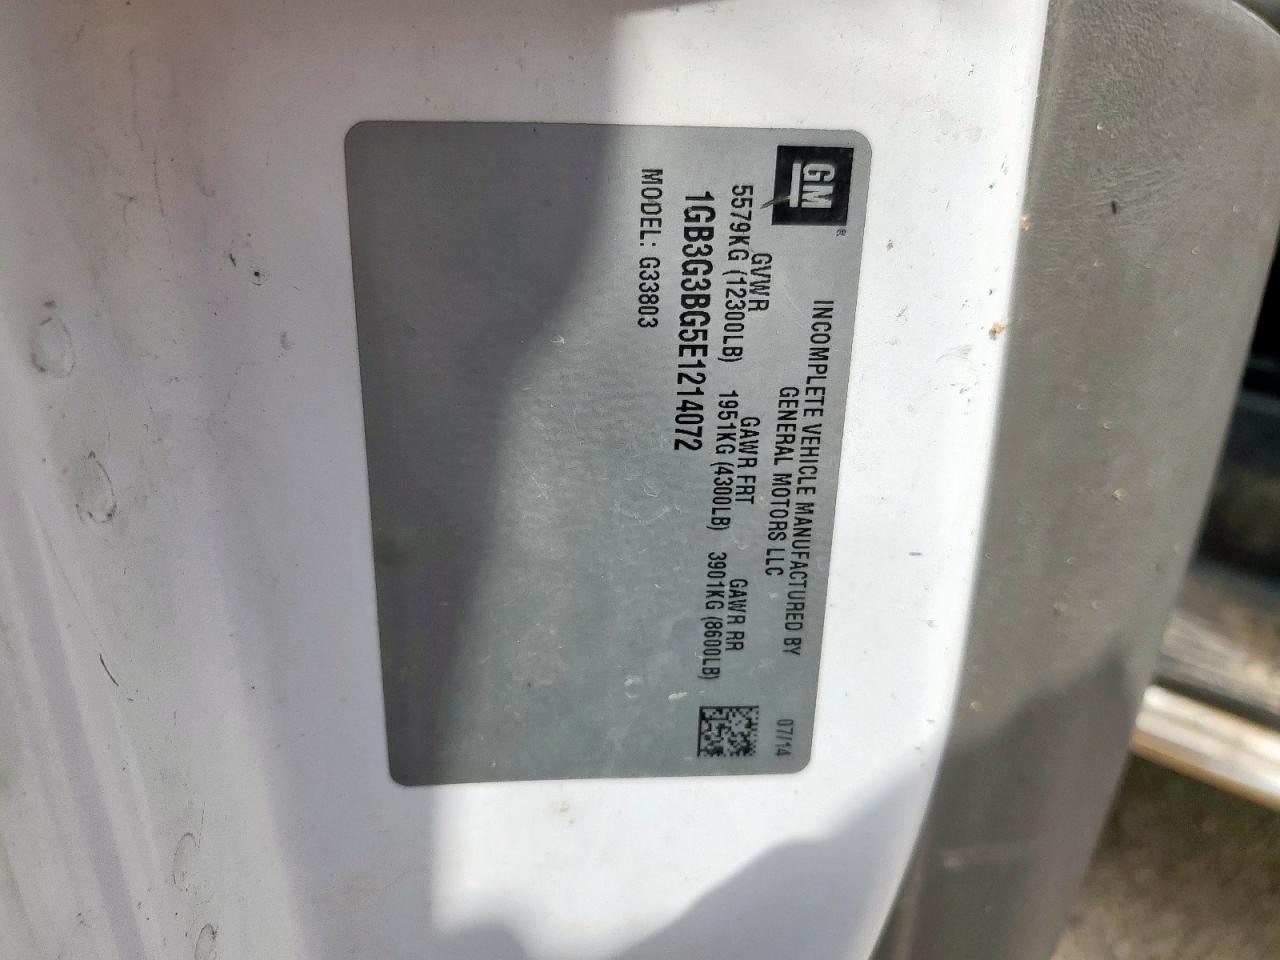 GM®
INCOMPLETE VEHICLE MANUFACTURED BY
GENERAL MOTORS LLC
07/14
GVWR GAWR FRT GAWR RR
5579KG (12300LB) 1951KG (4300LB) 3901KG (8600LB)
1GB3G3BG5E1214072
MODEL: G33803